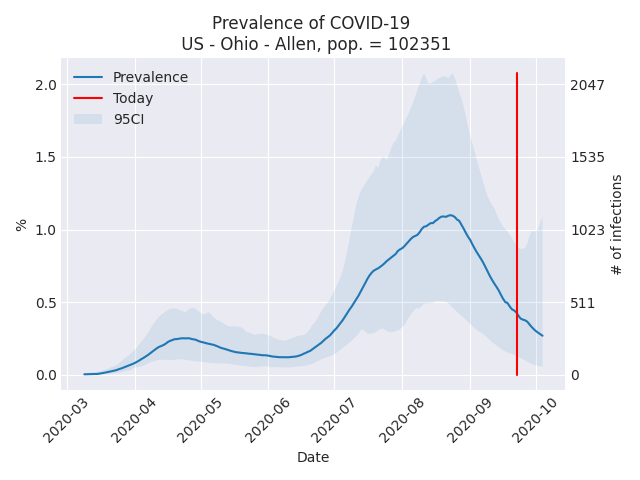 Prevalence of COVID-19
US - Ohio - Allen, pop. = 102351
Prevalence
Today
95CI
2.0
1.5
1.0
0.5
0.0
%
2047
1535
1023
511
0
# of infections
2020-03
2020-04
2020-05
2020-06
2020-07
2020-08
2020-09
2020-10
Date